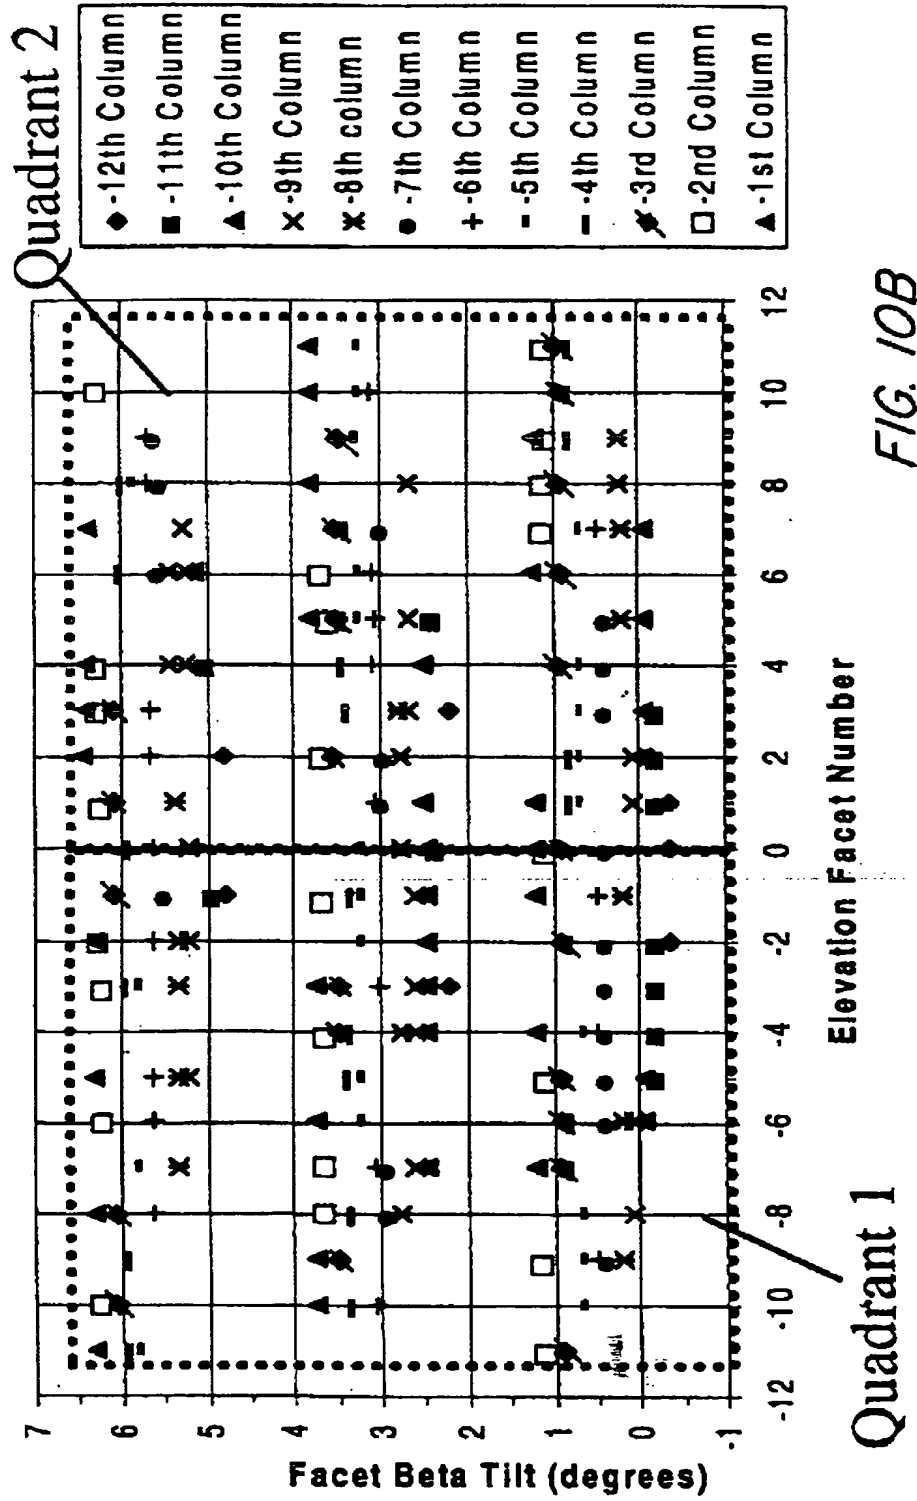 Quadrant 2
-12th Column
-11th Column
-10th Column
-9th Column
-8th column
-7th Column
-6th Column
-5th Column
-4th Column
-3rd Column
-2nd Column
-1st Column
7
6
5
4
3
2
1
0
-1
Facet Beta Tilt (degrees)
-12
-10
-8
-6
-4
-2
0
2
4
6
8
10
12
Elevation Facet Number
Quadrant 1
FIG. 10B